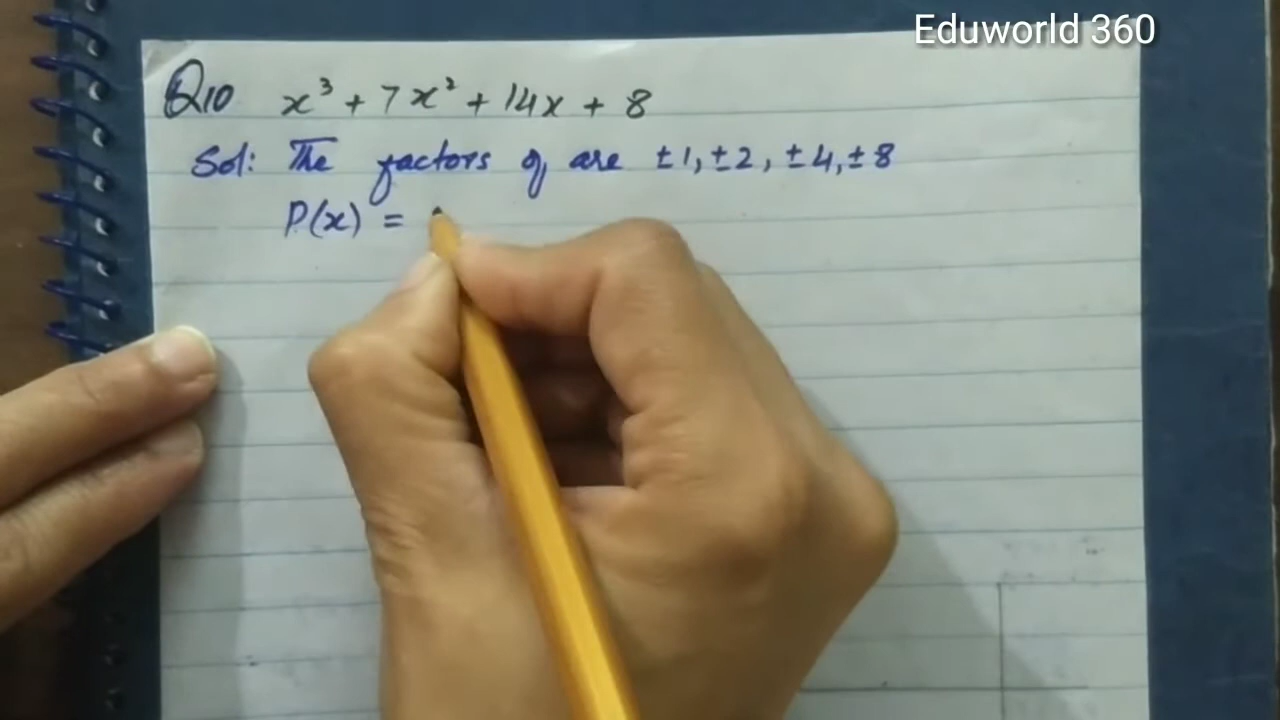 Eduworld 360
Q10 x³ + 7x² + 14x + 8
Sol: The factors of are ±1, ±2, ±4, ±8
P(x) =